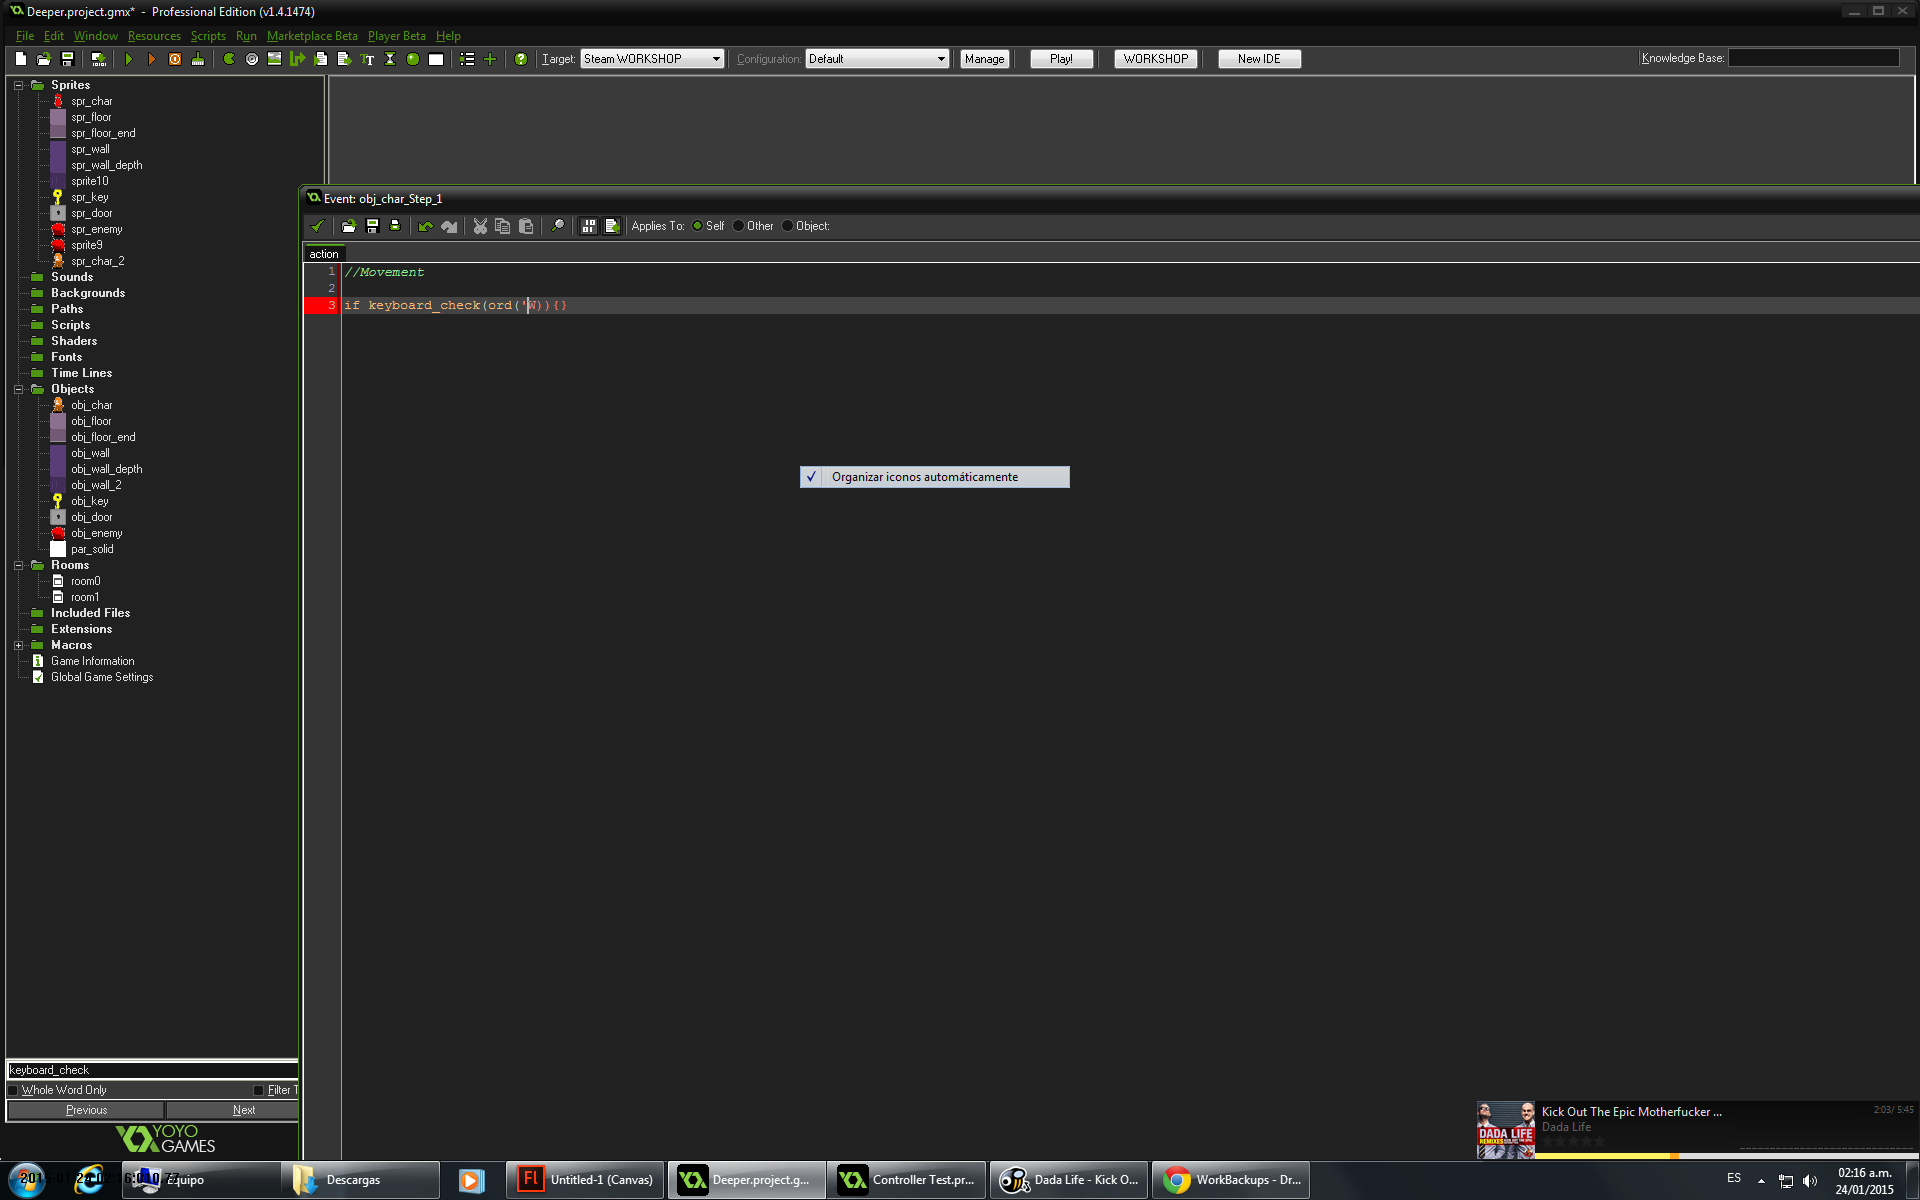 Deeper.project.gmx* - Professional Edition (v1.4.1474)
File Edit Window Resources Scripts Run Marketplace Beta Player Beta Help
Target: Steam WORKSHOP Configuration: Default Manage Play! WORKSHOP New IDE Knowledge Base:
Sprites
spr_char
spr_floor
spr_floor_end
spr_wall
spr_wall_depth
sprite10
spr_key
spr_door
spr_enemy
sprite9
spr_char_2
Sounds
Backgrounds
Paths
Scripts
Shaders
Fonts
Time Lines
Objects
obj_char
obj_floor
obj_floor_end
obj_wall
obj_wall_depth
obj_wall_2
obj_key
obj_door
obj_enemy
par_solid
Rooms
room0
room1
Included Files
Extensions
Macros
Game Information
Global Game Settings
keyboard_check
Whole Word Only Filter T
Previous Next
YOYO
GAMES
Event: obj_char_Step_1
Applies To: Self Other Object:
action
1 //Movement
2
3 if keyboard_check(ord('W)){}
✓ Organizar iconos automáticamente
DADA LIFE
Kick Out The Epic Motherfucker ... 2:03/ 5:45
Dada Life
Equipo
Descargas
Fl Untitled-1 (Canvas)
Deeper.project.g...
Controller Test.pr...
Dada Life - Kick O...
WorkBackups - Dr...
ES
02:16 a.m.
24/01/2015